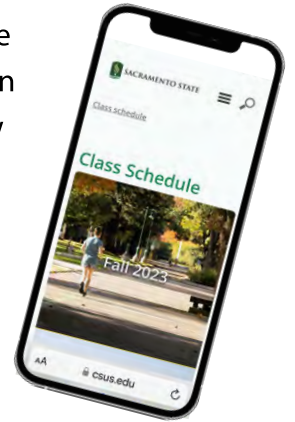 e
n
y
SACRAMENTO STATE
Class schedule
Class Schedule
Fall 2023
AA csus.edu